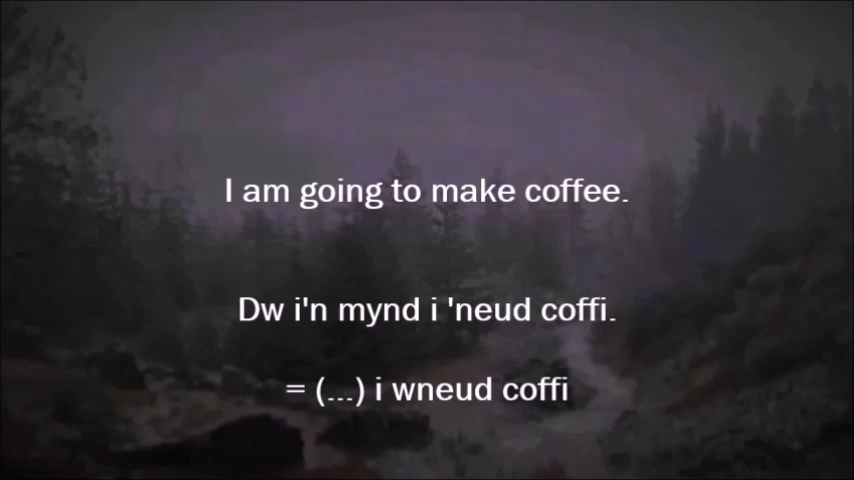 I am going to make coffee.
Dw i'n mynd i 'neud coffi.
= (...) i wneud coffi